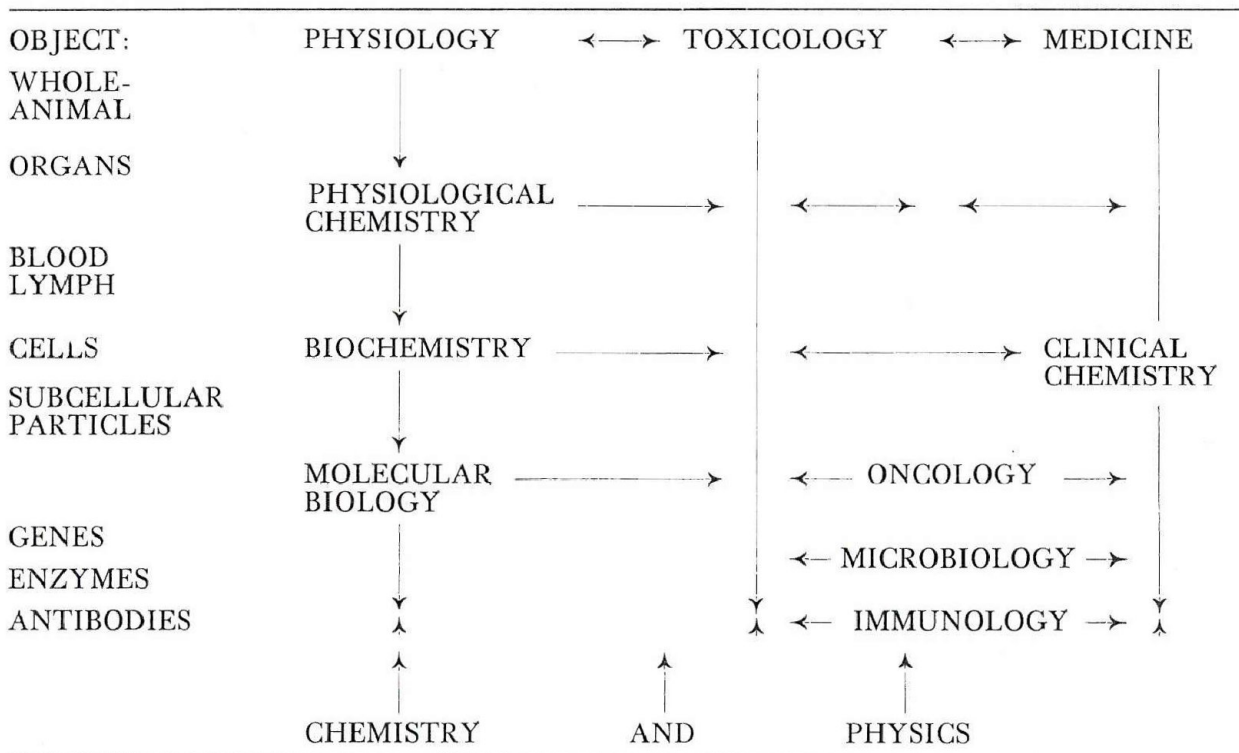 OBJECT: PHYSIOLOGY TOXICOLOGY MEDICINE
WHOLE-
ANIMAL
ORGANS
PHYSIOLOGICAL
CHEMISTRY
BLOOD
LYMPH
CELLS BIOCHEMISTRY CLINICAL
CHEMISTRY
SUBCELLULAR
PARTICLES
MOLECULAR ONCOLOGY
BIOLOGY
GENES
MICROBIOLOGY
ENZYMES
ANTIBODIES IMMUNOLOGY
CHEMISTRY AND PHYSICS